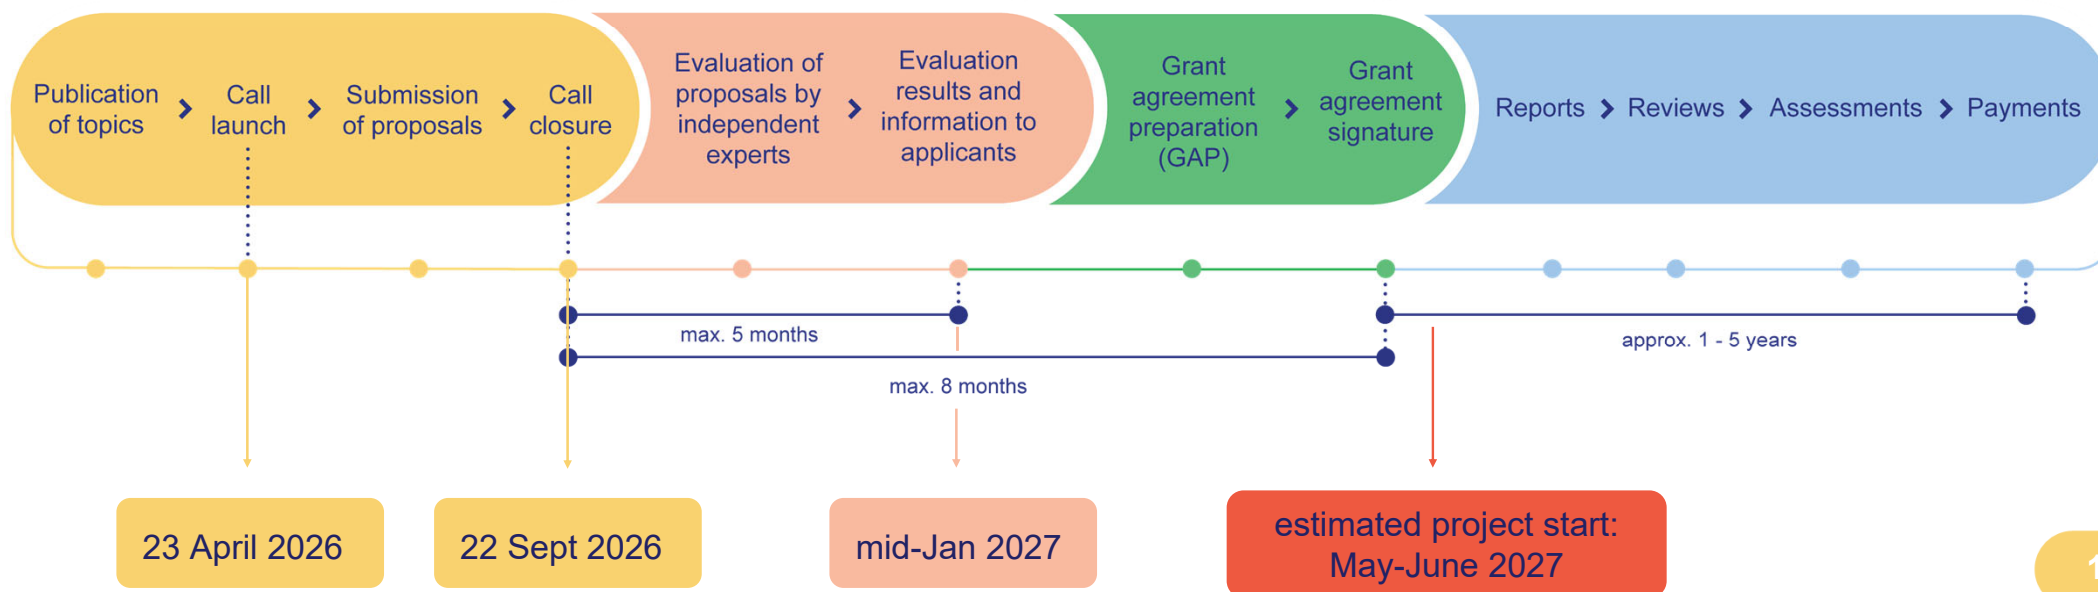 Publication
of topics
Call
launch
Submission
of proposals
Call
closure
Evaluation of
proposals by
independent
experts
Evaluation
results and
information to
applicants
Grant
agreement
preparation
(GAP)
Grant
agreement
signature
Reports
Reviews
Assessments
Payments
max. 5 months
max. 8 months
approx. 1 - 5 years
23 April 2026
22 Sept 2026
mid-Jan 2027
estimated project start:
May-June 2027